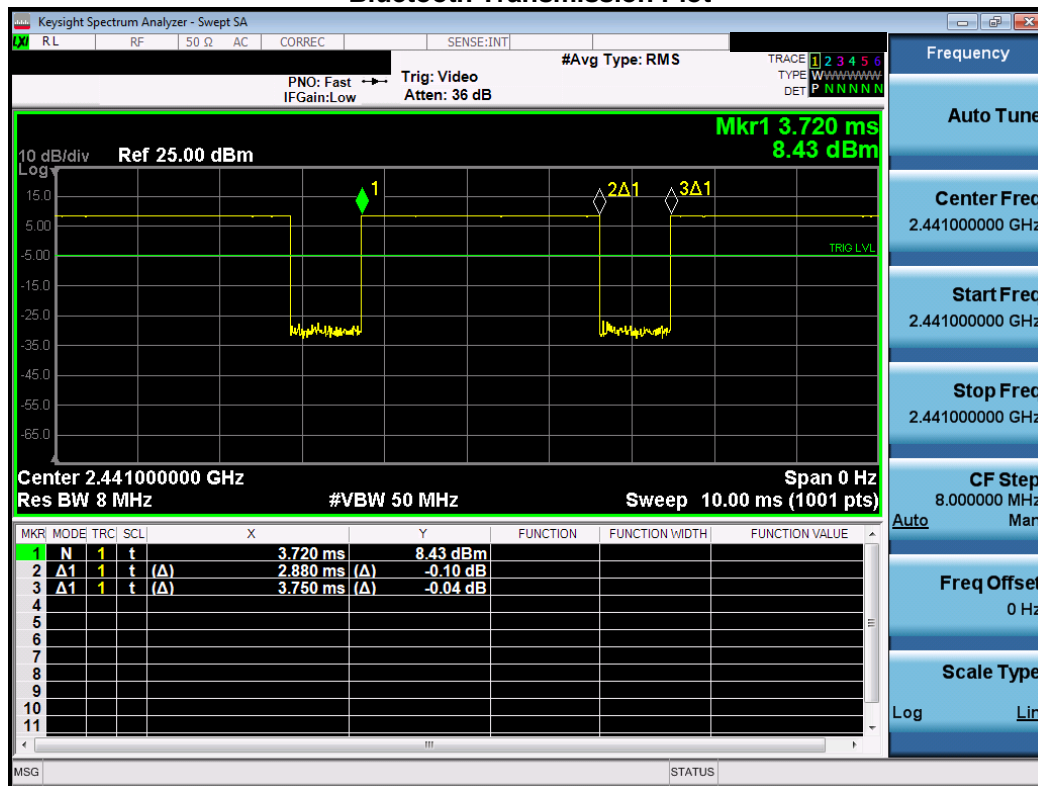 Bluetooth Transmission Plot
Keysight Spectrum Analyzer - Swept SA
LXI RL RF 50 Ω AC CORREC SENSE:INT
#Avg Type: RMS
TRACE 1 2 3 4 5 6
PNO: Fast Trig: Video TYPE WWWWWW
IFGain:Low Atten: 36 dB DET P N N N N N
Mkr1 3.720 ms
8.43 dBm
10 dB/div Ref 25.00 dBm
Log
15.0
5.00
-5.00
-15.0
-25.0
-35.0
-45.0
-55.0
-65.0
1
2Δ1
3Δ1
TRIG LVL
Center 2.441000000 GHz Span 0 Hz
Res BW 8 MHz #VBW 50 MHz Sweep 10.00 ms (1001 pts)
MKR MODE TRC SCL X Y FUNCTION FUNCTION WIDTH FUNCTION VALUE
1 N 1 t 3.720 ms 8.43 dBm
2 Δ1 1 t (Δ) 2.880 ms (Δ) -0.10 dB
3 Δ1 1 t (Δ) 3.750 ms (Δ) -0.04 dB
4
5
6
7
8
9
10
11
MSG STATUS
Frequency
Auto Tune
Center Freq
2.441000000 GHz
Start Freq
2.441000000 GHz
Stop Freq
2.441000000 GHz
CF Step
8.000000 MHz
Auto Man
Freq Offset
0 Hz
Scale Type
Log Lin